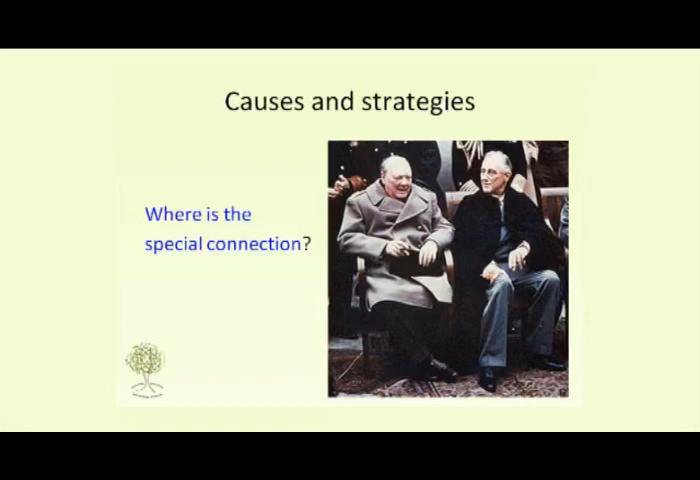 Causes and strategies
Where is the
special connection?